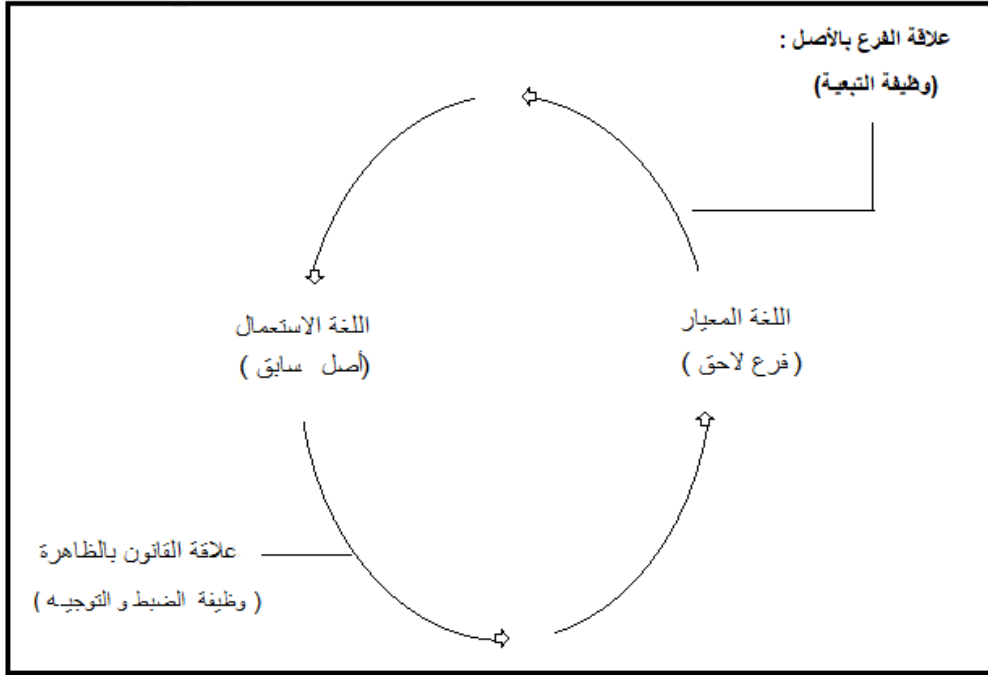 علاقة الفرع بالأصل :
(وظيفة التبعية)
اللغة المعيار
( فرع لاحق )
اللغة الاستعمال
(أصل سابق )
علاقة القانون بالظاهرة
( وظيفة الضبط و التوجيه )